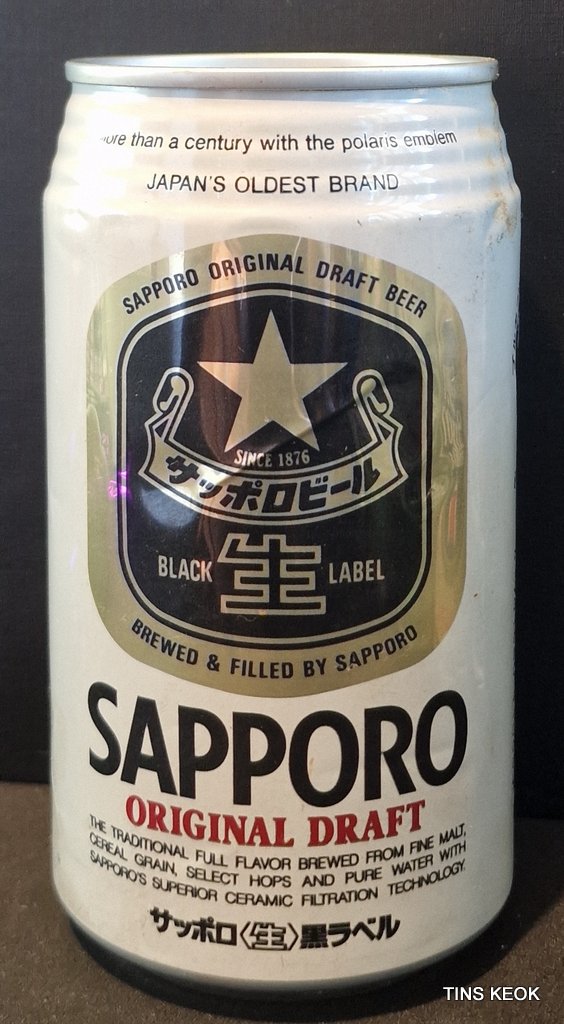 than a century with the polaris emblem
JAPAN'S OLDEST BRAND
SAPPORO ORIGINAL DRAFT BEER
SINCE 1876
サッポロビール
BLACK 生 LABEL
BREWED & FILLED BY SAPPORO
SAPPORO
ORIGINAL DRAFT
THE TRADITIONAL FULL FLAVOR BREWED FROM FINE MALT,
CEREAL GRAIN, SELECT HOPS AND PURE WATER WITH
SAPPORO'S SUPERIOR CERAMIC FILTRATION TECHNOLOGY.
サッポロ〈生〉黒ラベル
TINS KEOK